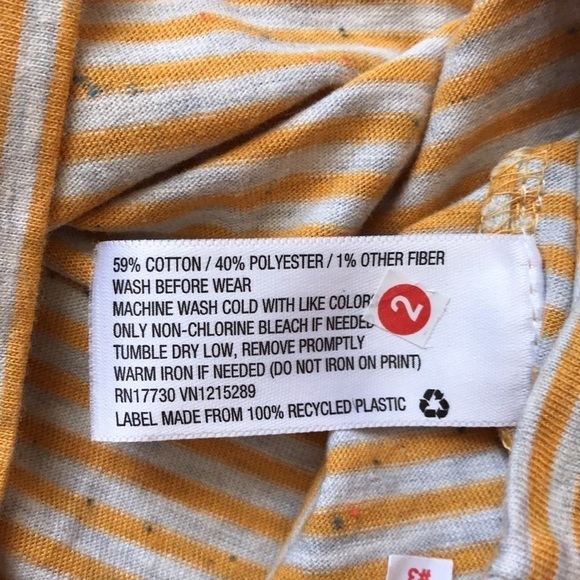 59% COTTON / 40% POLYESTER / 1% OTHER FIBER
WASH BEFORE WEAR
MACHINE WASH COLD WITH LIKE COLOR
2
ONLY NON-CHLORINE BLEACH IF NEEDED
TUMBLE DRY LOW, REMOVE PROMPTLY
WARM IRON IF NEEDED (DO NOT IRON ON PRINT)
RN17730 VN1215289
LABEL MADE FROM 100% RECYCLED PLASTIC
#3